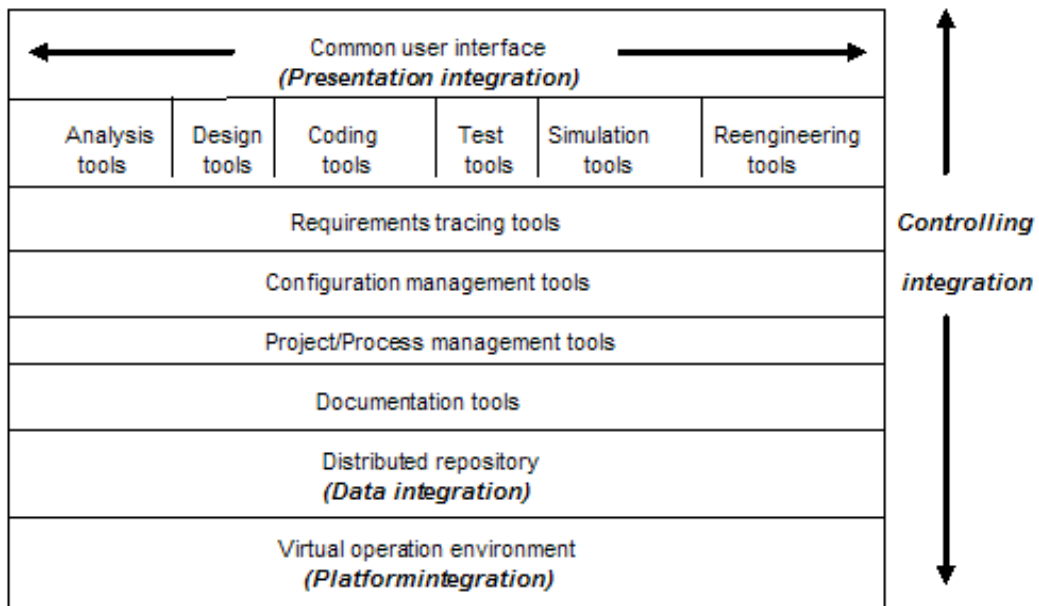 Common user interface
(Presentation integration)
Analysis Design Coding Test Simulation Reengineering
tools tools tools tools tools tools
Requirements tracing tools
Controlling
Configuration management tools
integration
Project/Process management tools
Documentation tools
Distributed repository
(Data integration)
Virtual operation environment
(Platformintegration)